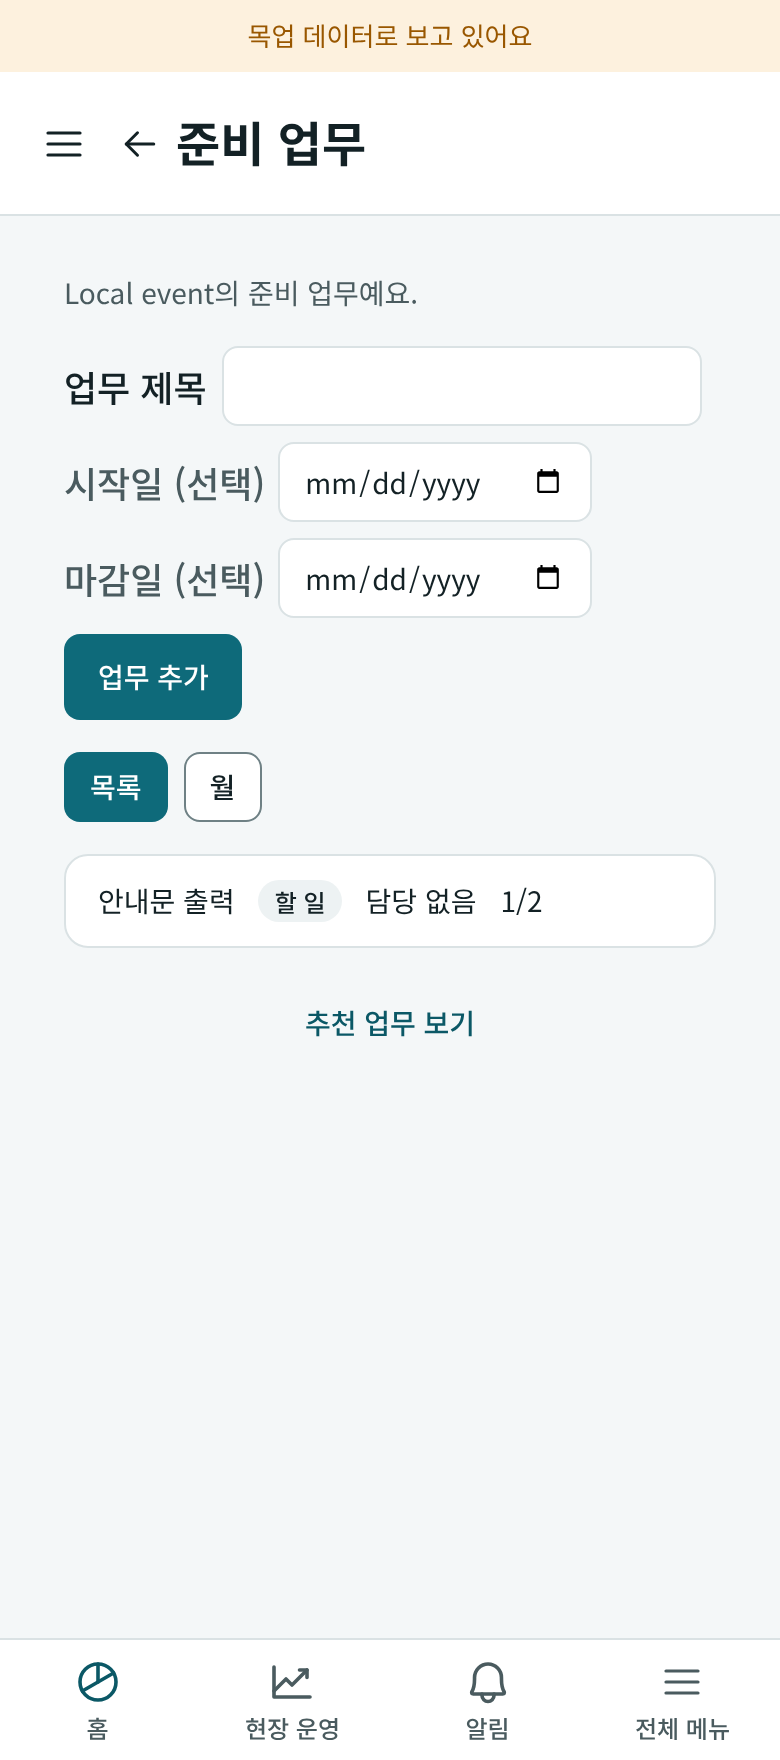 목업 데이터로 보고 있어요
준비 업무
Local event의 준비 업무예요.
업무 제목
시작일 (선택) mm/dd/yyyy
마감일 (선택) mm/dd/yyyy
업무 추가
목록 월
안내문 출력 할 일 담당 없음 1/2
추천 업무 보기
홈 현장 운영 알림 전체 메뉴